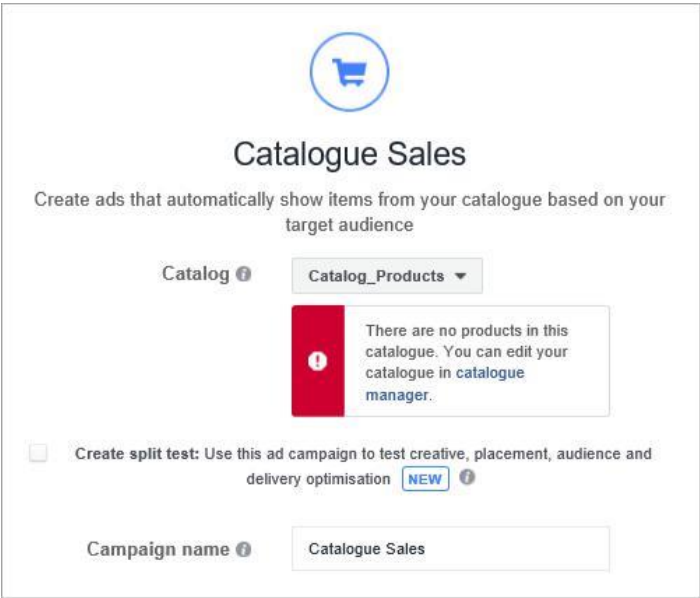 Catalogue Sales
Create ads that automatically show items from your catalogue based on your
target audience
Catalog
Catalog_Products
There are no products in this
catalogue. You can edit your
catalogue in catalogue
manager.
Create split test: Use this ad campaign to test creative, placement, audience and
delivery optimisation NEW
Campaign name
Catalogue Sales